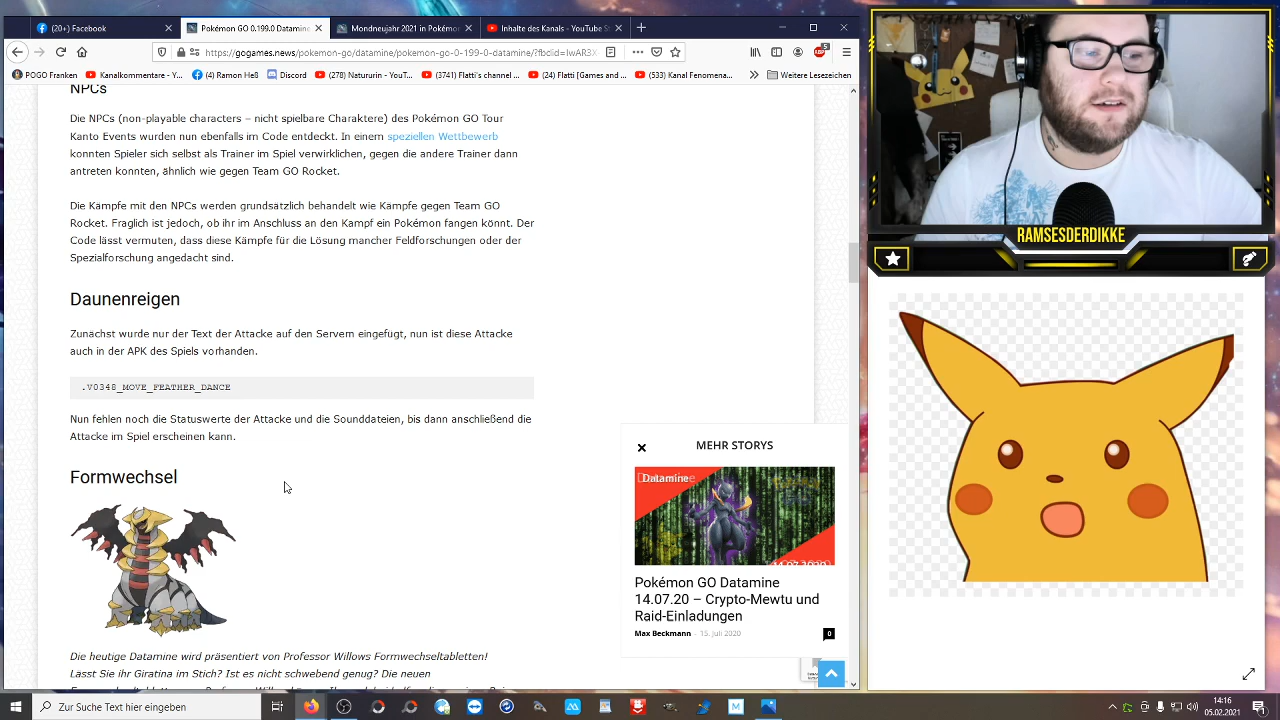 (20+) Facebook
Pokémon GO 0.199.0 Datamine
Mondneujahr 2021 in Pokémon
Inhalte des Kanals - YouTube S
https://gogames.news/pokemon-go/datamine/pokemon-go-0-199-0-datamine/?fbclid=IwAR3X
POGO Franken
Kanalkommentare - ...
(4) Ramon Heß
Discord
(278) Natururin - YouT...
(3741) Flatti's channel ...
(24) Flatti [Games and ...
(533) Kanal Fenomena...
Weitere Lesezeichen
NPCs
Die NPCs (non-playable characters – nicht spielbare Charaktere) des Pokémon GO Tour
Kanto Events wurden nun ebenfalls im Code entdeckt. In einem speziellen Wettbewerb
konnten Spieler sich selbst als Trainer im Spiel verwirklichen, gegen die andere Trainer dann
antreten konnten, ähnlich wie gegen Team GO Rocket.
Die Kämpfe mit den NPCs werden grundsätzlich behandelt wie Kämpfe gegen Team GO
Rocket. Fraglich ist jedoch, ob ihr im Anschluss an den Kampf ein Pokémon fangen könnt. Der
Code lässt vermuten, dass diese Kämpfe für die Lösung mancher Feldforschungen oder der
Spezialforschung angedacht sind.
Daunenreigen
Zunächst wurde nur der Text der Attacke auf den Servern eingefügt, nun ist diese Attacke
auch in der APK des Spiels vorhanden.
.V0348_MOVE_FEATHER_DANCE
Nun fehlen noch die Statuswerte der Attacke und die Sounddateien, bis dann anschließend die
Attacke im Spiel erscheinen kann.
Formwechsel
Die heutige Datamine wird präsentiert von Professor Willows Formwechseltabletten!
Lässt Sie Ihr Giratina im Stich? Ist es nicht schwebend genug? Die neuen
MEHR STORYS
Datamine
14.07.2020
Pokémon GO Datamine
14.07.20 – Crypto-Mewtu und
Raid-Einladungen
Max Beckmann - 15. Juli 2020
0
RAMSESDERDIKKE
Zur Suche Text hier eingeben
14:16
05.02.2021